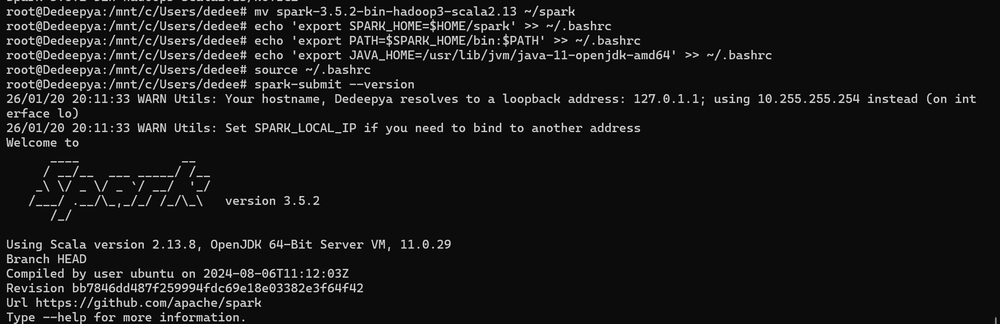 root@Dedeepya:/mnt/c/Users/dedee# mv spark-3.5.2-bin-hadoop3-scala2.13 ~/spark
root@Dedeepya:/mnt/c/Users/dedee# echo 'export SPARK_HOME=$HOME/spark' >> ~/.bashrc
root@Dedeepya:/mnt/c/Users/dedee# echo 'export PATH=$SPARK_HOME/bin:$PATH' >> ~/.bashrc
root@Dedeepya:/mnt/c/Users/dedee# echo 'export JAVA_HOME=/usr/lib/jvm/java-11-openjdk-amd64' >> ~/.bashrc
root@Dedeepya:/mnt/c/Users/dedee# source ~/.bashrc
root@Dedeepya:/mnt/c/Users/dedee# spark-submit --version
26/01/20 20:11:33 WARN Utils: Your hostname, Dedeepya resolves to a loopback address: 127.0.1.1; using 10.255.255.254 instead (on int
erface lo)
26/01/20 20:11:33 WARN Utils: Set SPARK_LOCAL_IP if you need to bind to another address
Welcome to
      ____              __
     / __/__  ___ _____/ /__
    _\ \/ _ \/ _ `/ __/  '_/
   /___/ .__/\_,_/_/ /_/\_\   version 3.5.2
      /_/
Using Scala version 2.13.8, OpenJDK 64-Bit Server VM, 11.0.29
Branch HEAD
Compiled by user ubuntu on 2024-08-06T11:12:03Z
Revision bb7846dd487f259994fdc69e18e03382e3f64f42
Url https://github.com/apache/spark
Type --help for more information.